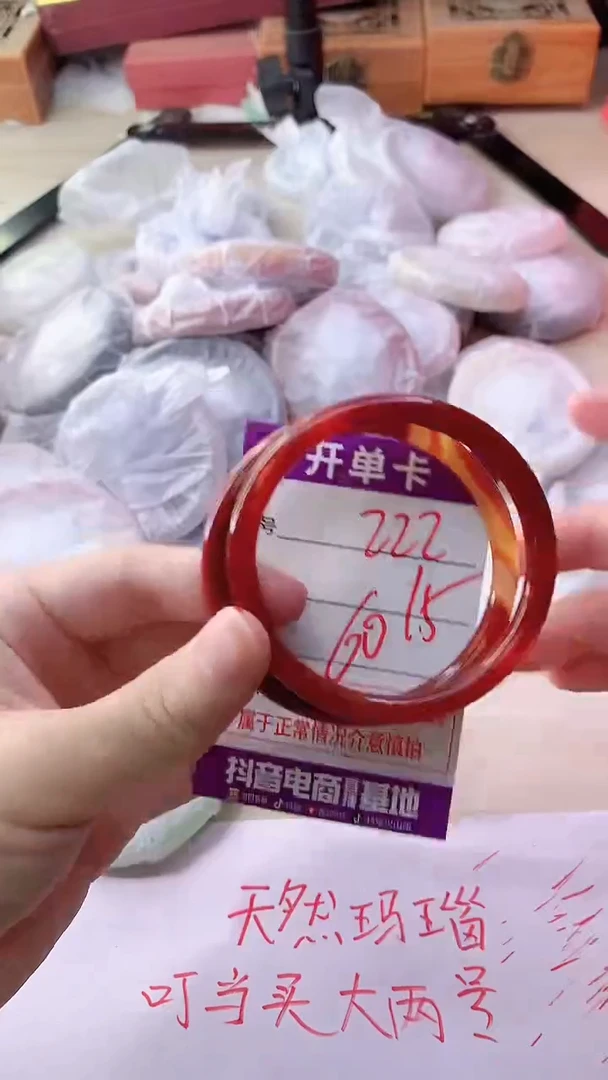 开单卡
号
222
15
60
属于正常情况介意慎拍
抖音电商直播基地
天然玛瑙
叮当买大两号